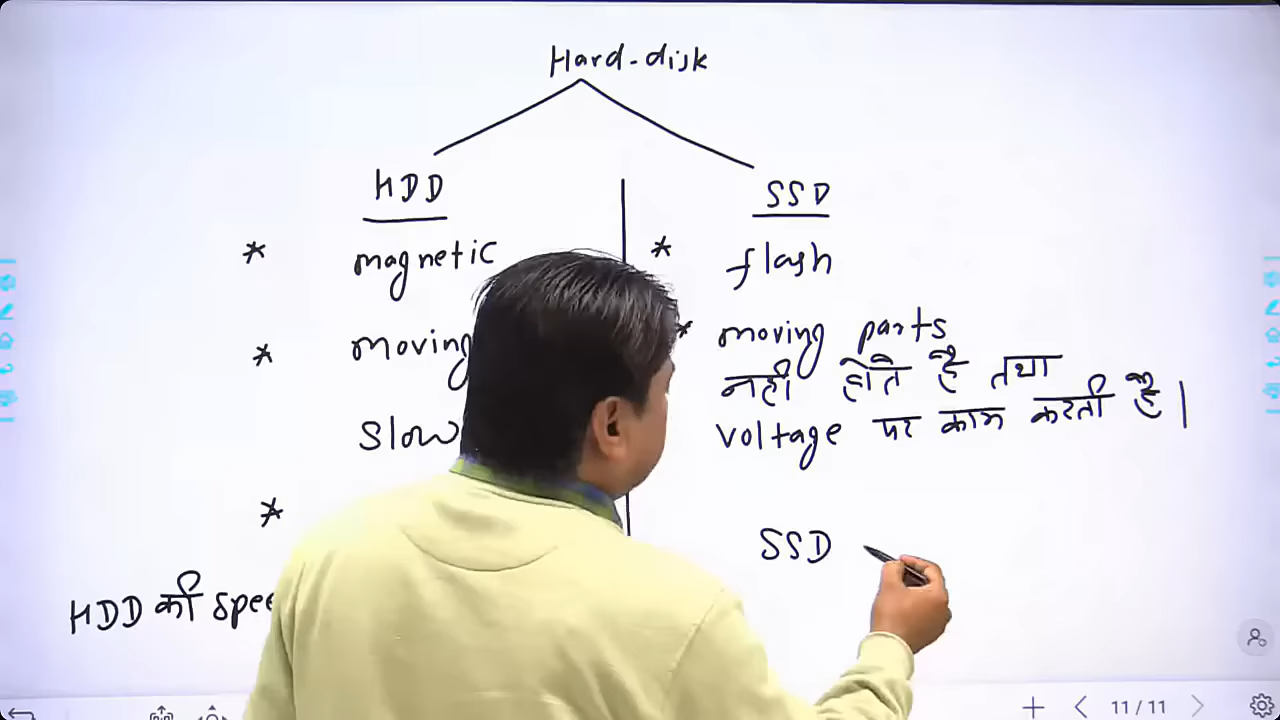 Hard-disk
HDD
SSD
* magnetic
* flash
* moving
* moving parts
नहीं होते है तथा
slow
voltage पर काम करती है।
*
SSD
HDD की spee
11/11